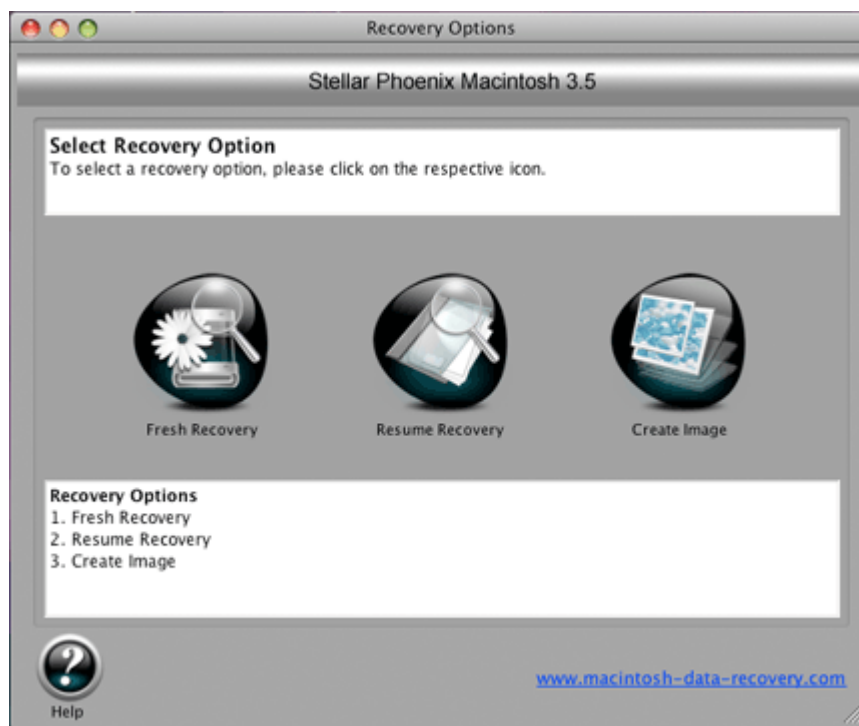 Recovery Options
Stellar Phoenix Macintosh 3.5
Select Recovery Option
To select a recovery option, please click on the respective icon.
Fresh Recovery
Resume Recovery
Create Image
Recovery Options
1. Fresh Recovery
2. Resume Recovery
3. Create Image
?
Help
www.macintosh-data-recovery.com